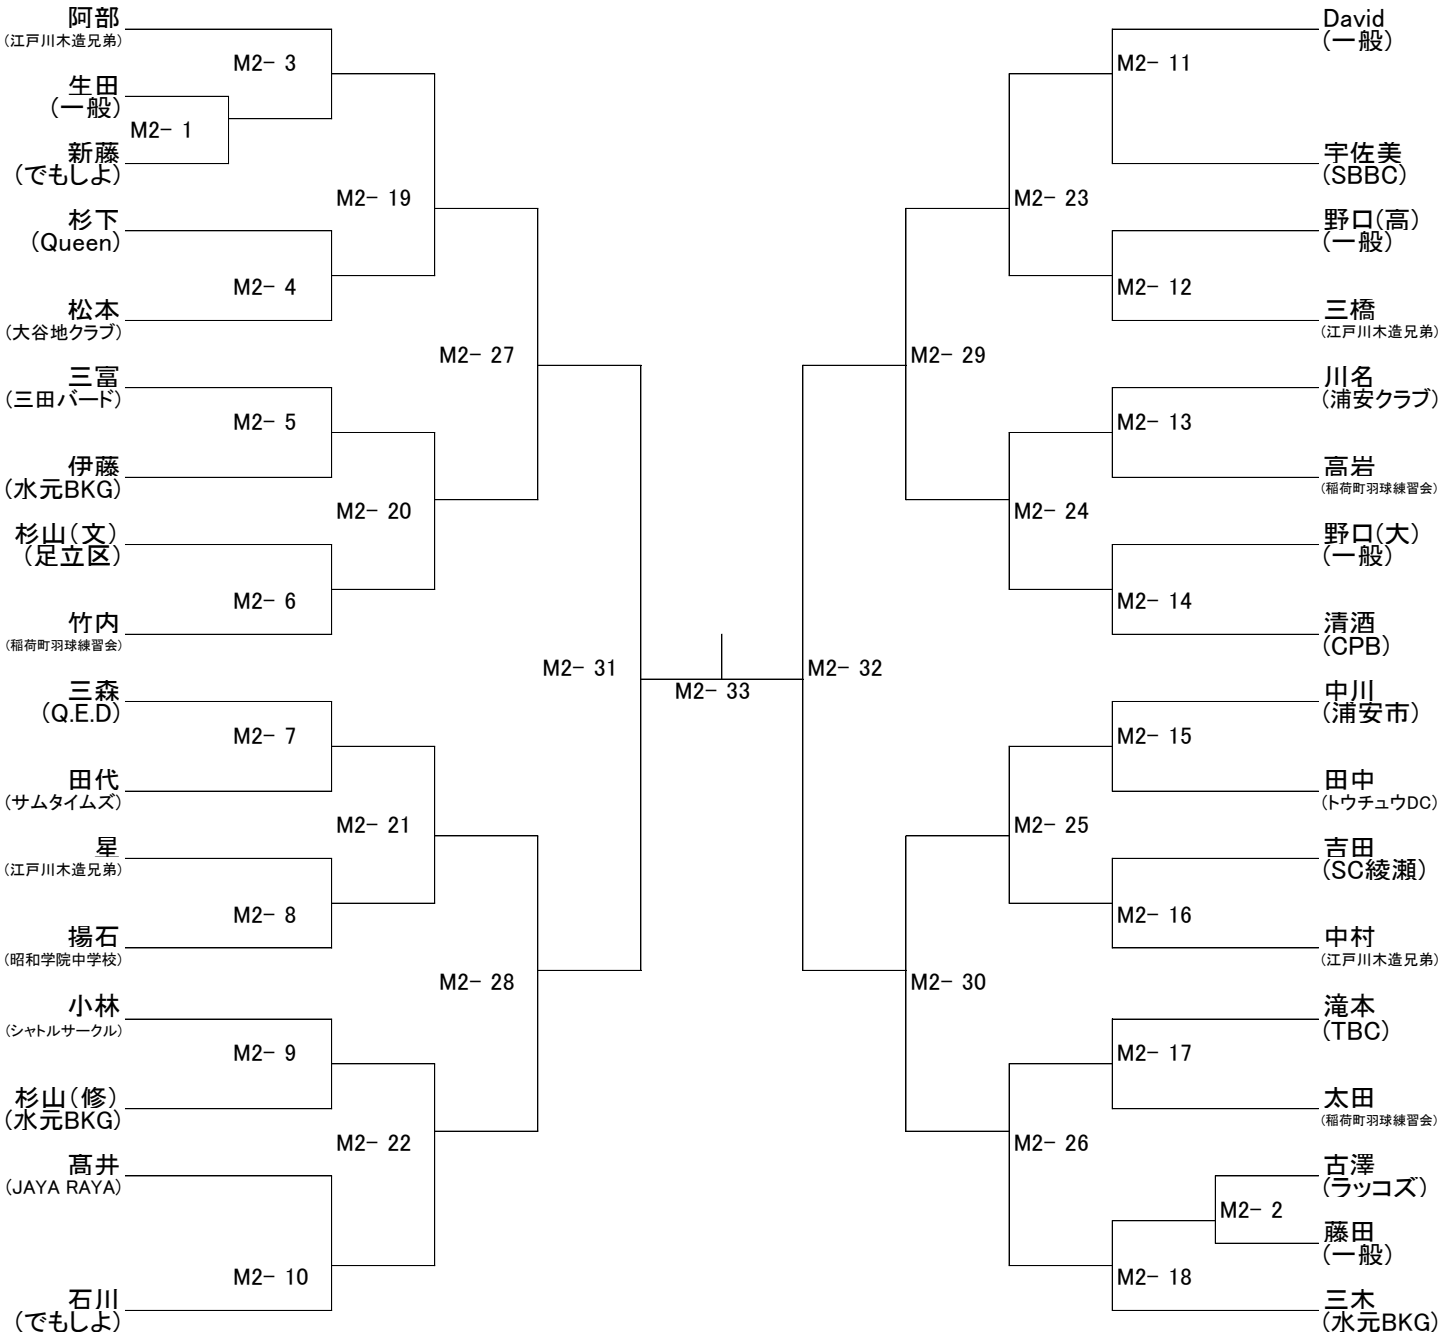 阿部
(江戸川木造兄弟)
M2- 3
生田
(一般)
M2- 1
新藤
(でもしよ)
M2- 19
杉下
(Queen)
M2- 4
松本
(大谷地クラブ)
M2- 27
三富
(三田バード)
M2- 5
伊藤
(水元BKG)
M2- 20
杉山(文)
(足立区)
M2- 6
竹内
(稲荷町羽球練習会)
M2- 31
三森
(Q.E.D)
M2- 7
田代
(サムタイムズ)
M2- 21
星
(江戸川木造兄弟)
M2- 8
揚石
(昭和学院中学校)
M2- 28
小林
(シャトルサークル)
M2- 9
杉山(修)
(水元BKG)
M2- 22
髙井
(JAYA RAYA)
M2- 10
石川
(でもしよ)
M2- 33
David
(一般)
M2- 11
宇佐美
(SBBC)
M2- 23
野口(高)
(一般)
M2- 12
三橋
(江戸川木造兄弟)
M2- 29
川名
(浦安クラブ)
M2- 13
高岩
(稲荷町羽球練習会)
M2- 24
野口(大)
(一般)
M2- 14
清酒
(CPB)
M2- 32
中川
(浦安市)
M2- 15
田中
(トウチュウDC)
M2- 25
吉田
(SC綾瀬)
M2- 16
中村
(江戸川木造兄弟)
M2- 30
滝本
(TBC)
M2- 17
太田
(稲荷町羽球練習会)
M2- 26
古澤
(ラッコズ)
M2- 2
藤田
(一般)
M2- 18
三木
(水元BKG)